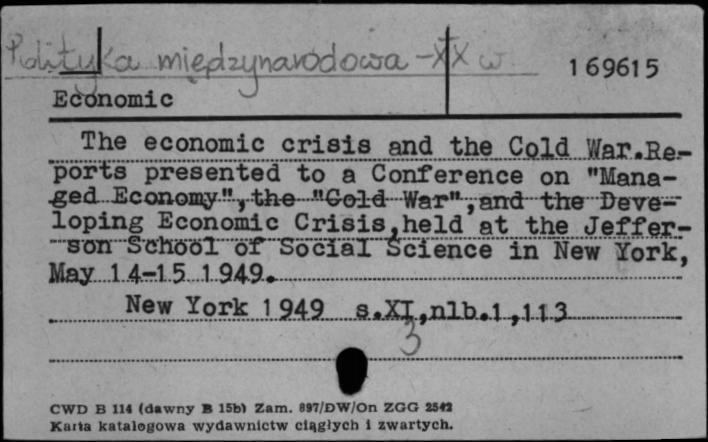 Polityka międzynarodowa - XX w
169615
Economic
The economic crisis and the Cold War.Re-
ports presented to a Conference on "Mana-
ged Economy",the "Cold War",and the Deve-
loping Economic Crisis,held at the Jeffer-
son School of Social Science in New York,
May 14-15 1949.
New York 1949 s.XI,nlb.1,113
3
CWD B 114 (dawny B 15b) Zam. 897/DW/On ZGG 2542
Karta katalogowa wydawnictw ciągłych i zwartych.